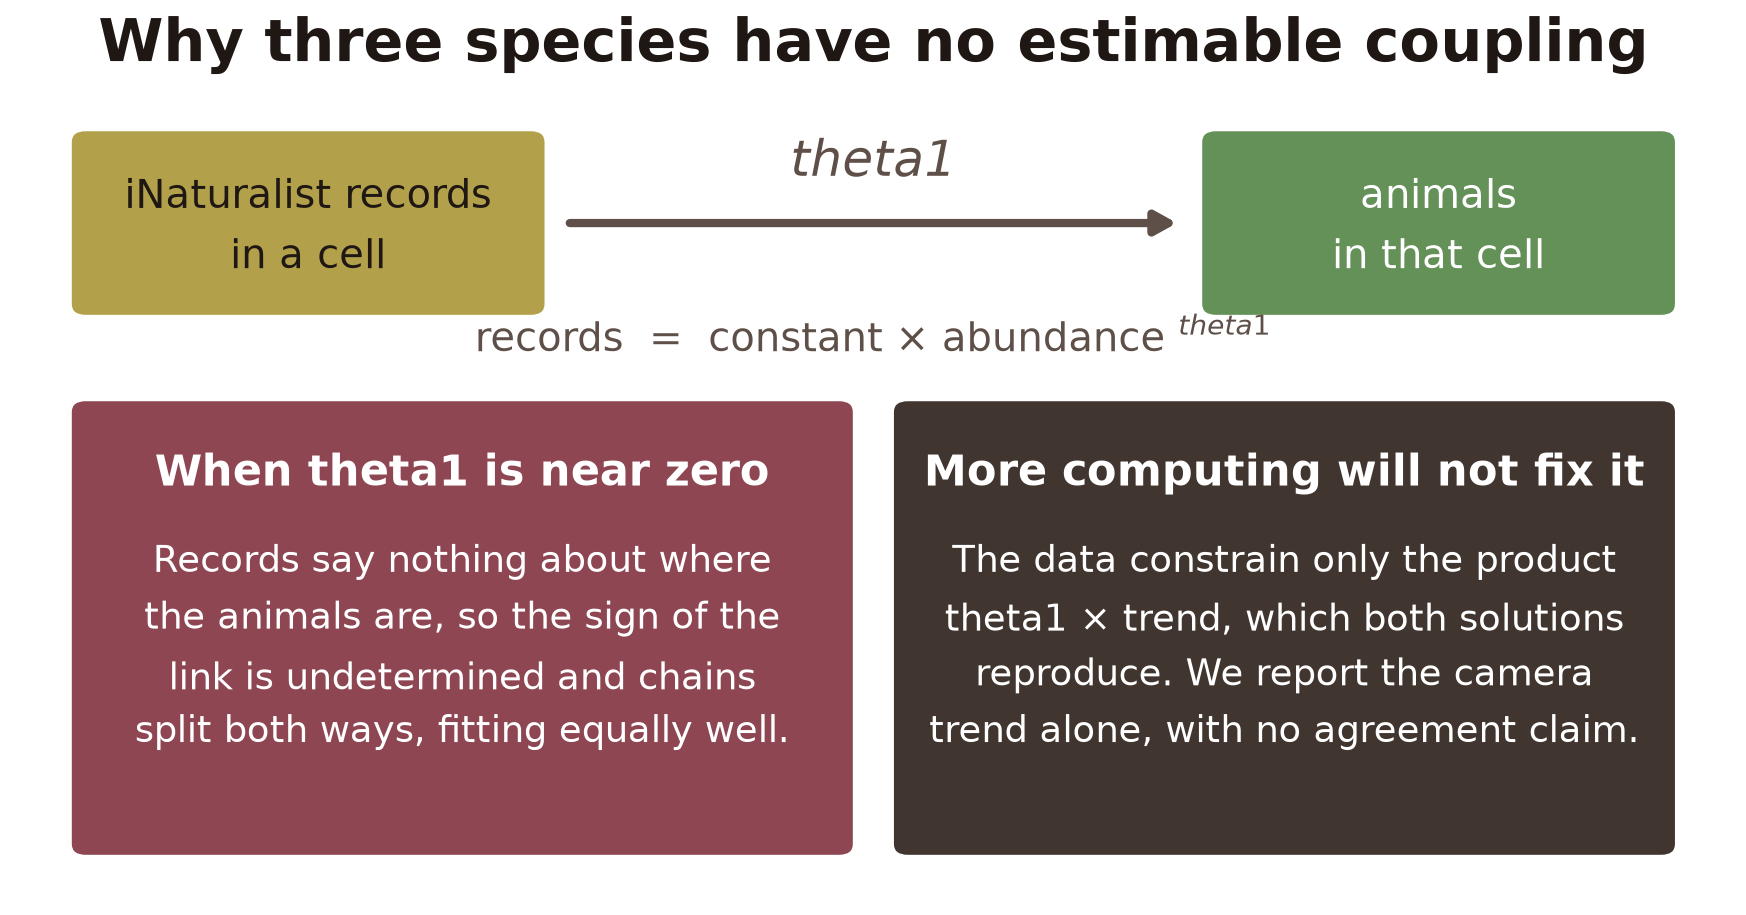 Why three species have no estimable coupling
iNaturalist records
in a cell
theta1
animals
in that cell
records = constant × abundance theta1
When theta1 is near zero
Records say nothing about where
the animals are, so the sign of the
link is undetermined and chains
split both ways, fitting equally well.
More computing will not fix it
The data constrain only the product
theta1 × trend, which both solutions
reproduce. We report the camera
trend alone, with no agreement claim.